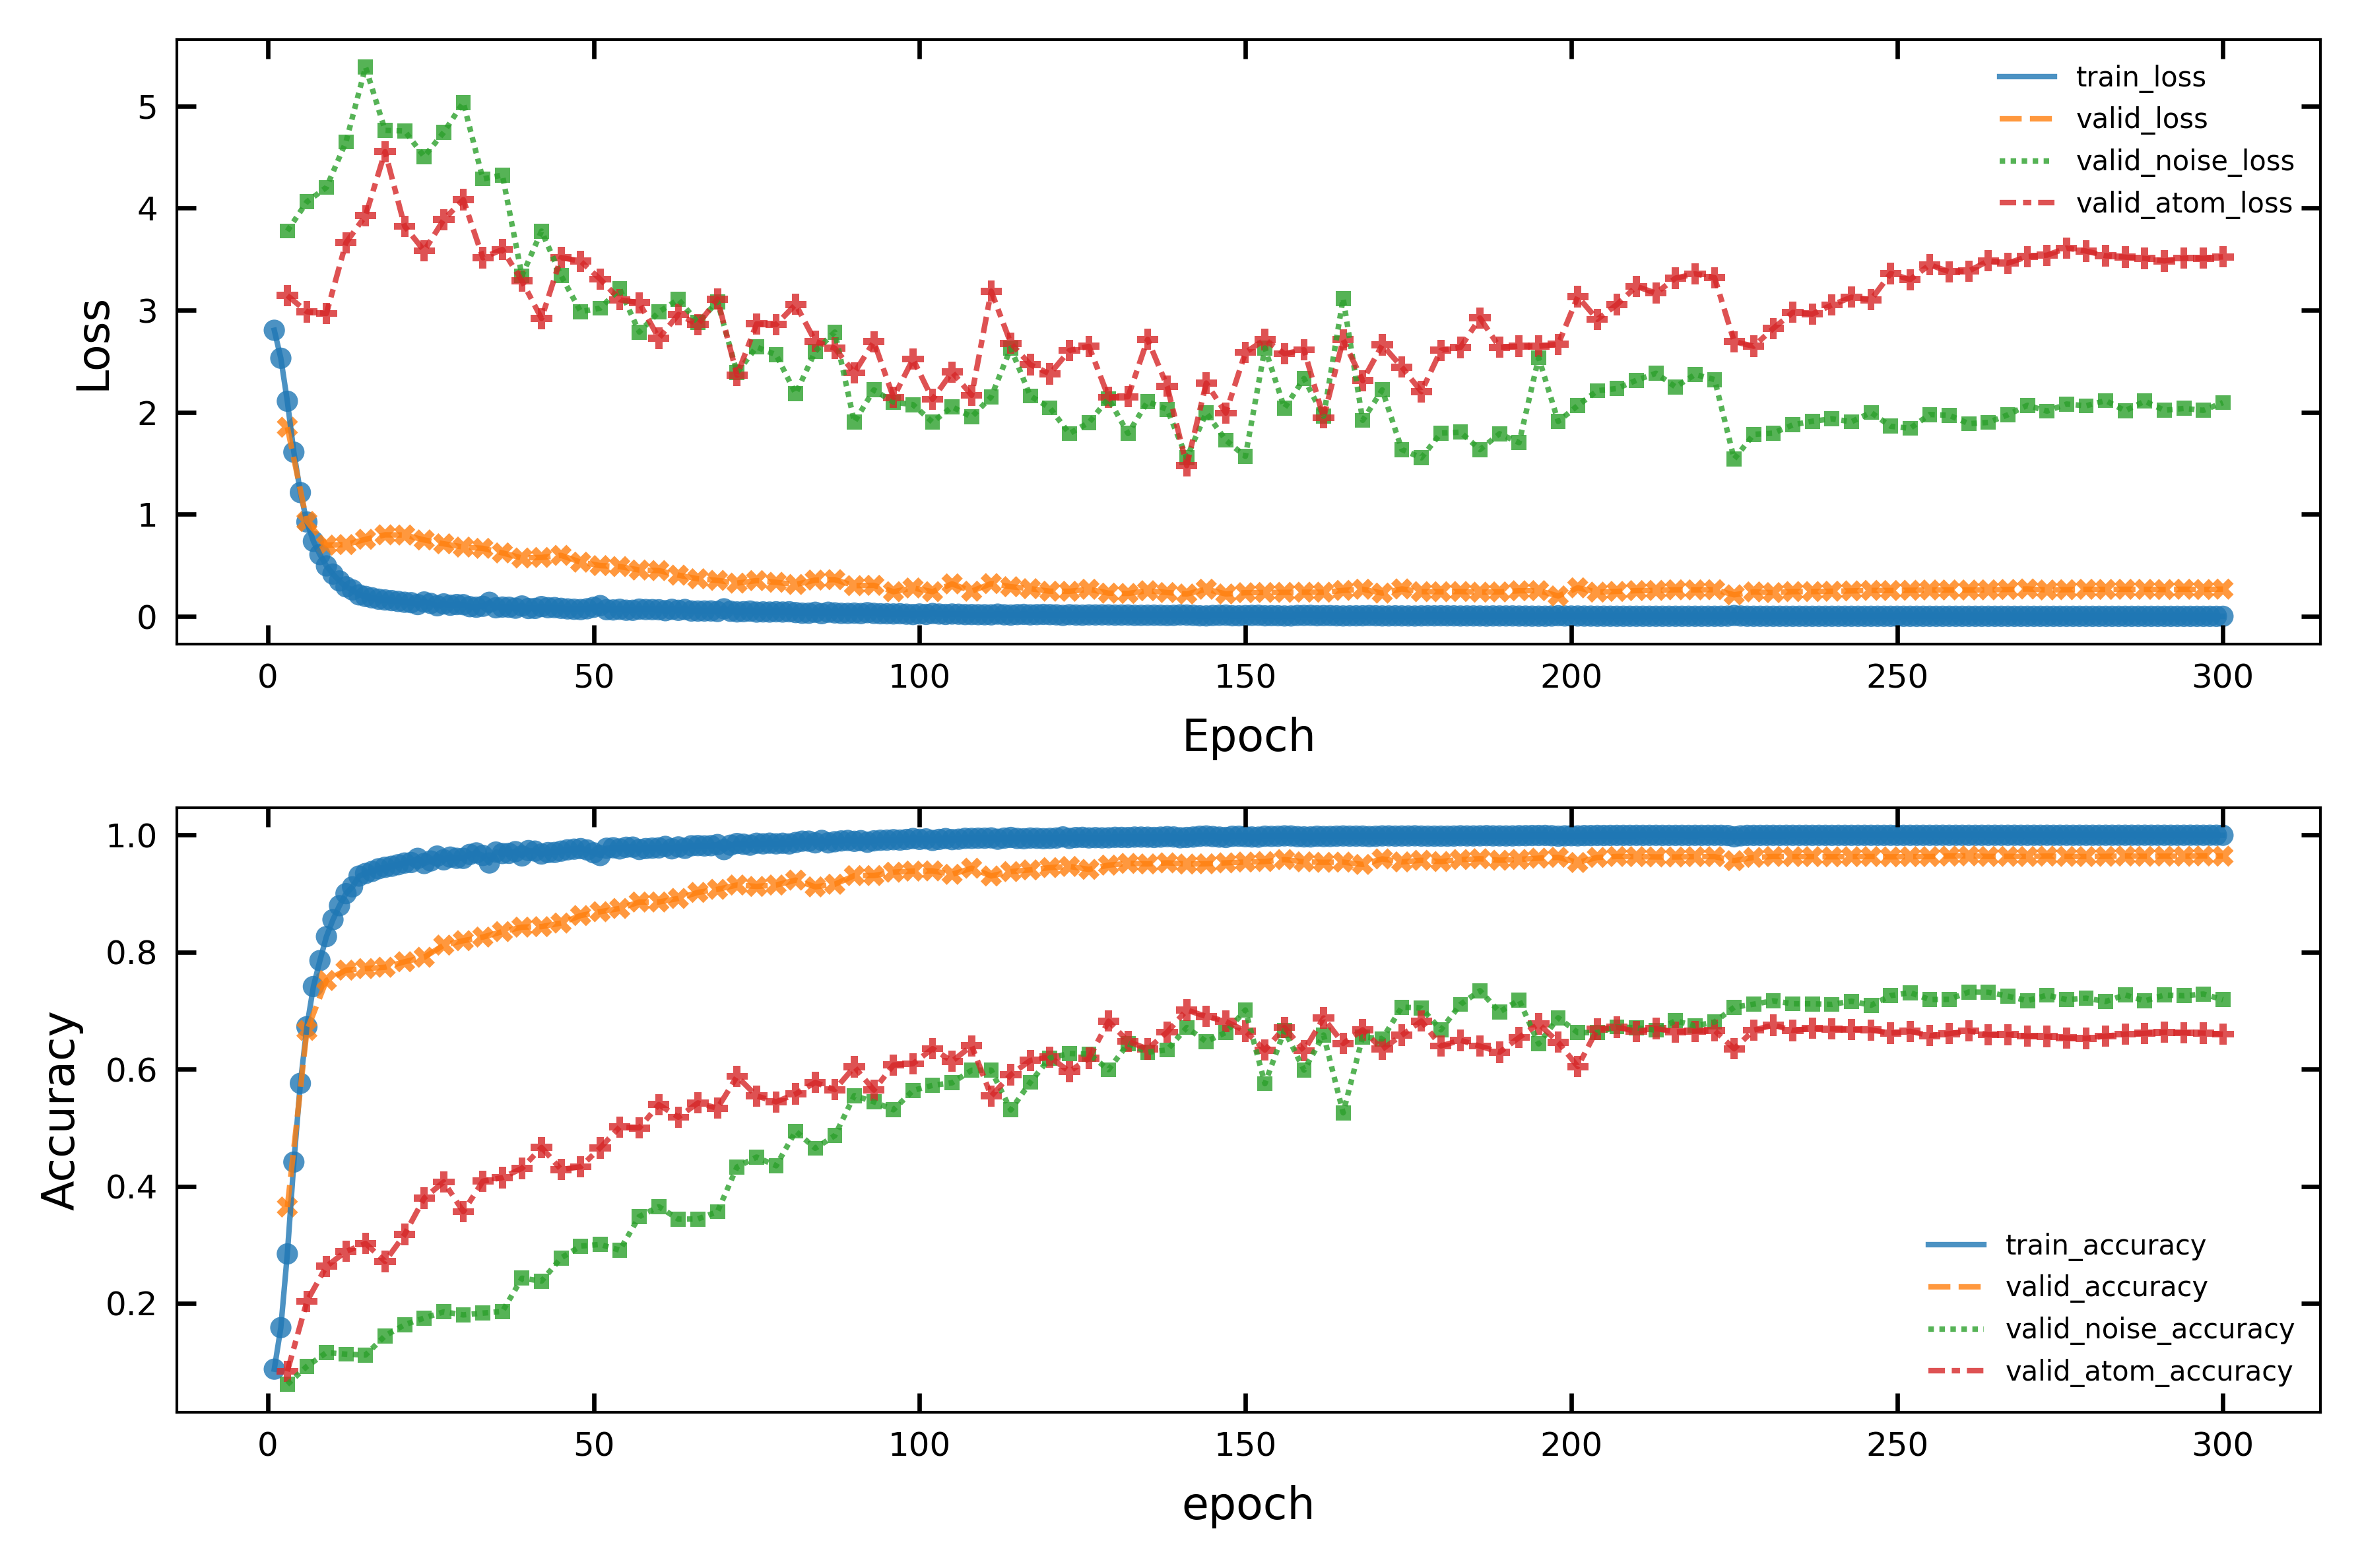 Loss
5
4
3
2
1
0
train_loss
valid_loss
valid_noise_loss
valid_atom_loss
0 50 100 150 200 250 300
Epoch
Accuracy
1.0
0.8
0.6
0.4
0.2
train_accuracy
valid_accuracy
valid_noise_accuracy
valid_atom_accuracy
0 50 100 150 200 250 300
epoch